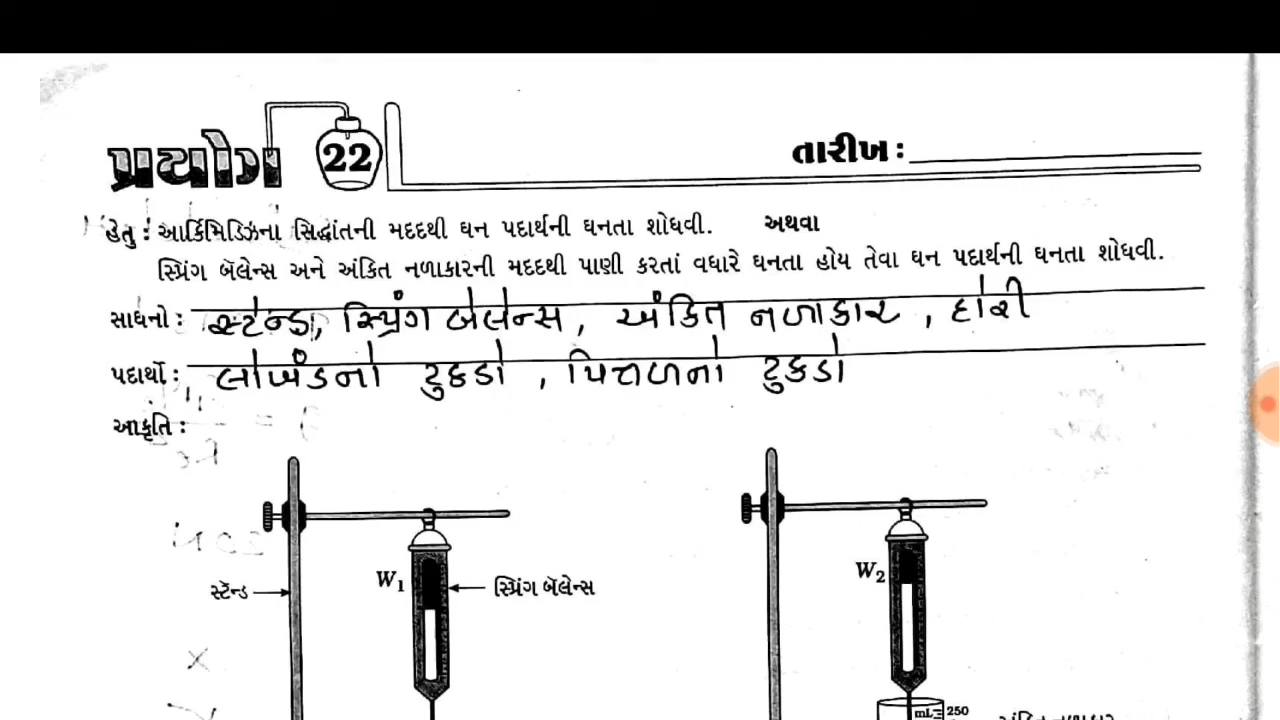 પ્રયોગ 22 તારીખ :
હેતુ : આર્કિમિડિઝના સિદ્ધાંતની મદદથી ઘન પદાર્થની ઘનતા શોધવી. અથવા
સ્પ્રિંગ બૅલેન્સ અને અંકિત નળાકારની મદદથી પાણી કરતાં વધારે ઘનતા હોય તેવા ઘન પદાર્થની ઘનતા શોધવી.
સાધનો : સ્ટેન્ડ, સ્પ્રિંગ બેલેન્સ, અંકિત નળાકાર, દોરી
પદાર્થો : લોખંડનો ટુકડો, પિત્તળનો ટુકડો
આકૃતિ :
W₁ W₂
સ્ટૅન્ડ સ્પ્રિંગ બૅલેન્સ
mL 250
અંકિત નળાકાર